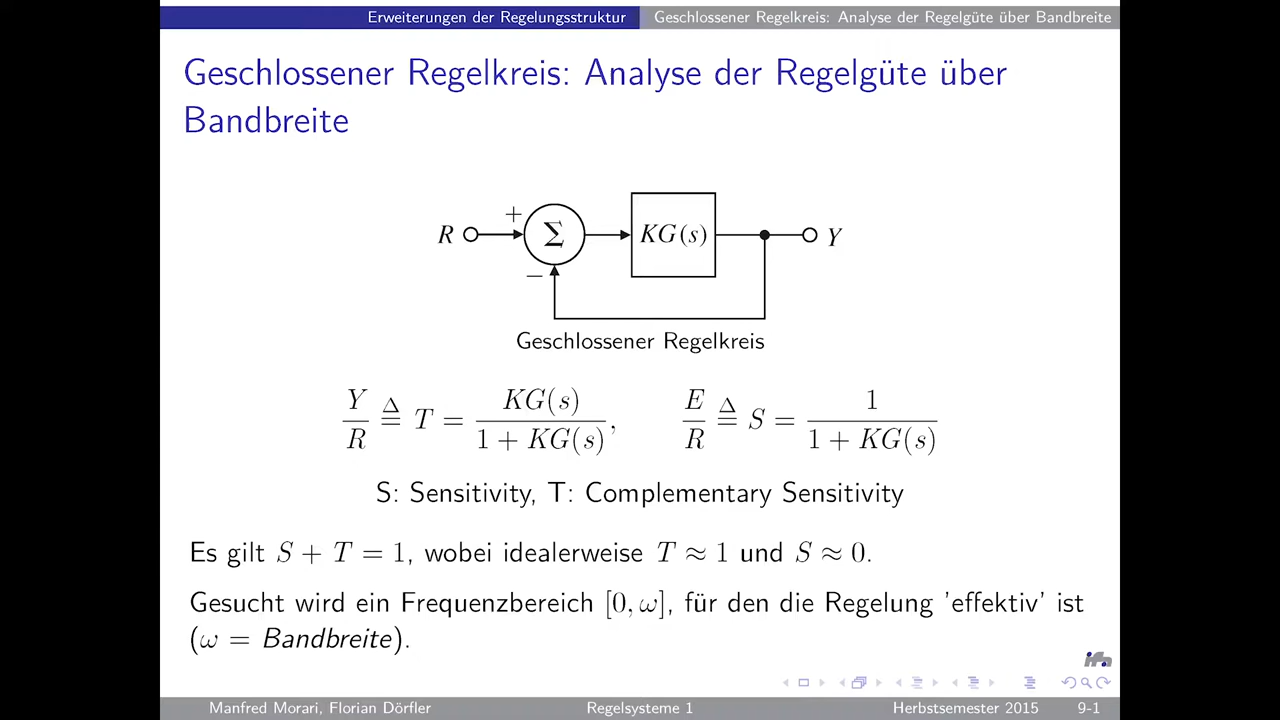 Erweiterungen der Regelungsstruktur Geschlossener Regelkreis: Analyse der Regelgüte über Bandbreite
Geschlossener Regelkreis: Analyse der Regelgüte über
Bandbreite
R + Σ − KG(s) Y
Geschlossener Regelkreis
Y/R ≜ T = KG(s)/(1 + KG(s)), E/R ≜ S = 1/(1 + KG(s))
S: Sensitivity, T: Complementary Sensitivity
Es gilt S + T = 1, wobei idealerweise T ≈ 1 und S ≈ 0.
Gesucht wird ein Frequenzbereich [0, ω], für den die Regelung 'effektiv' ist
(ω = Bandbreite).
ifa
Manfred Morari, Florian Dörfler Regelsysteme 1 Herbstsemester 2015 9-1